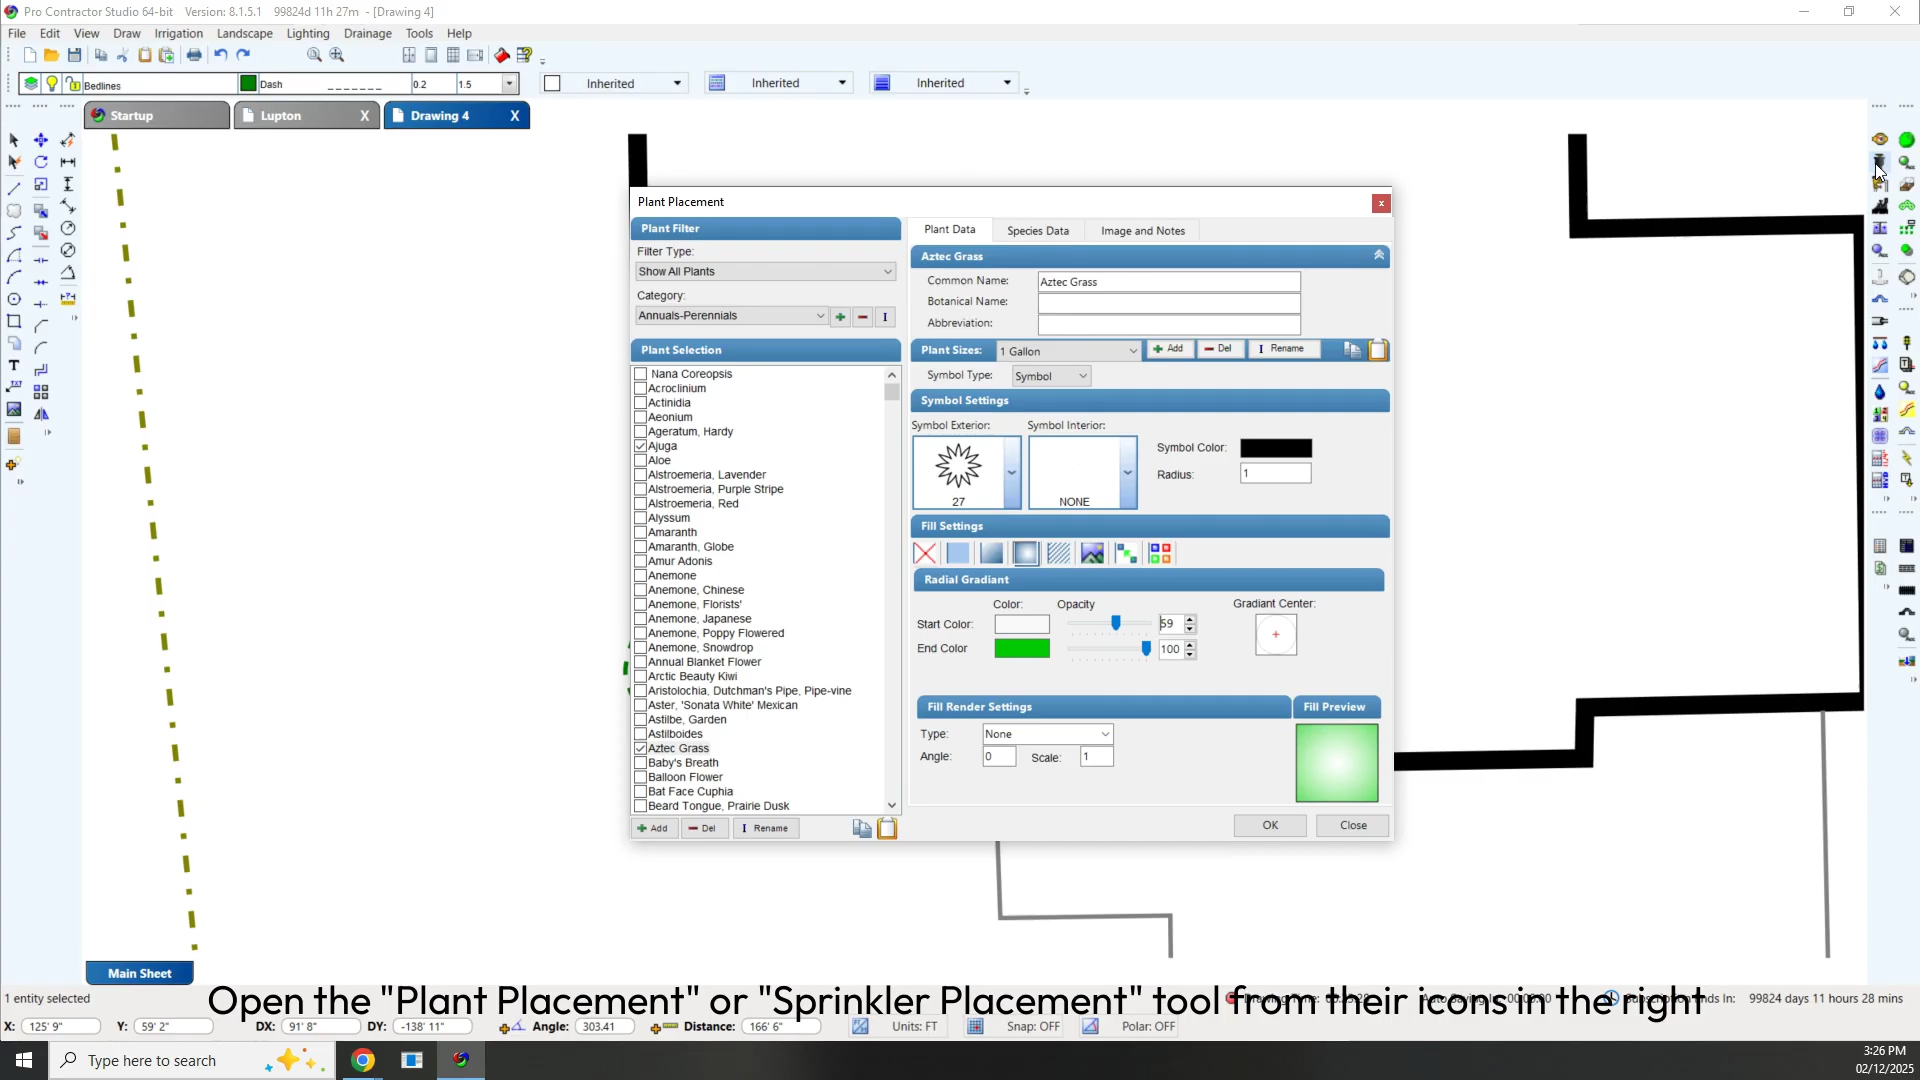 Pro Contractor Studio 64-bit   Version: 8.1.5.1   99824d 11h 27m  - [Drawing 4]
File Edit View Draw Irrigation Landscape Lighting Drainage Tools Help
Bedlines Dash 0.2 1.5 Inherited Inherited Inherited
Startup Lupton X Drawing 4 X
Plant Placement x
Plant Filter
Filter Type:
Show All Plants
Category:
Annuals-Perennials
Plant Selection
Nana Coreopsis
Acroclinium
Actinidia
Aeonium
Ageratum, Hardy
Ajuga
Aloe
Alstroemeria, Lavender
Alstroemeria, Purple Stripe
Alstroemeria, Red
Alyssum
Amaranth
Amaranth, Globe
Amur Adonis
Anemone
Anemone, Chinese
Anemone, Florists'
Anemone, Japanese
Anemone, Poppy Flowered
Anemone, Snowdrop
Annual Blanket Flower
Arctic Beauty Kiwi
Aristolochia, Dutchman's Pipe, Pipe-vine
Aster, 'Sonata White' Mexican
Astilbe, Garden
Astilboides
Aztec Grass
Baby's Breath
Balloon Flower
Bat Face Cuphia
Beard Tongue, Prairie Dusk
Add Del I Rename
Plant Data Species Data Image and Notes
Aztec Grass
Common Name: Aztec Grass
Botanical Name:
Abbreviation:
Plant Sizes: 1 Gallon Add Del I Rename
Symbol Type: Symbol
Symbol Settings
Symbol Exterior: Symbol Interior:
27 NONE
Symbol Color:
Radius: 1
Fill Settings
Radial Gradient
Color: Opacity Gradient Center:
Start Color: 59
End Color 100
Fill Render Settings Fill Preview
Type: None
Angle: 0 Scale: 1
OK Close
Main Sheet
1 entity selected 99824 days 11 hours 28 mins
Open the "Plant Placement" or "Sprinkler Placement" tool from their icons in the right
X: 125' 9" Y: 59' 2" DX: 91' 8" DY: -138' 11" Angle: 303.41 Distance: 166' 6" Units: FT Snap: OFF Polar: OFF
Type here to search
3:26 PM
02/12/2025